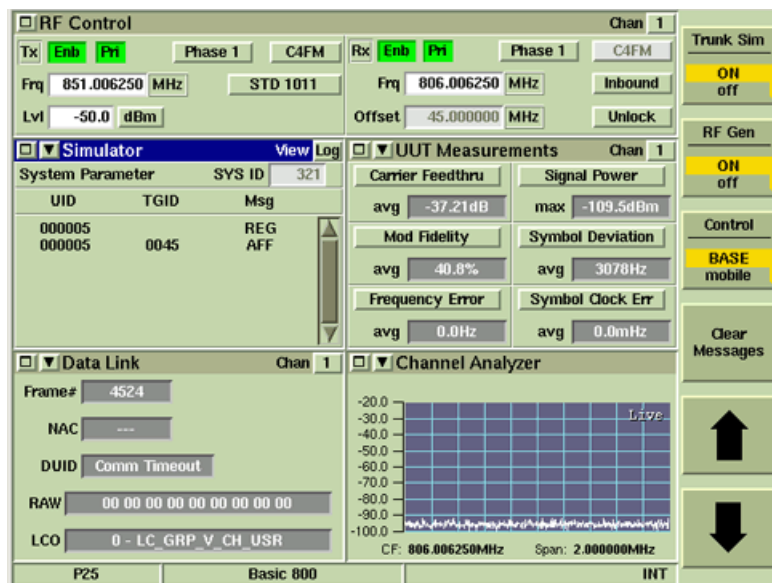 RF Control Chan 1
Tx Enb Pri Phase 1 C4FM
Frq 851.006250 MHz STD 1011
Lvl -50.0 dBm
Rx Enb Pri Phase 1 C4FM
Frq 806.006250 MHz Inbound
Offset 45.000000 MHz Unlock
Simulator View Log
System Parameter SYS ID 321
UID TGID Msg
000005 REG
000005 0045 AFF
UUT Measurements Chan 1
Carrier Feedthru Signal Power
avg -37.21dB max -109.5dBm
Mod Fidelity Symbol Deviation
avg 40.8% avg 3078Hz
Frequency Error Symbol Clock Err
avg 0.0Hz avg 0.0mHz
Data Link Chan 1
Frame# 4524
NAC ---
DUID Comm Timeout
RAW 00 00 00 00 00 00 00 00 00
LCO 0 - LC_GRP_V_CH_USR
Channel Analyzer
Live
-20.0
-30.0
-40.0
-50.0
-60.0
-70.0
-80.0
-90.0
-100.0
CF: 806.006250MHz Span: 2.000000MHz
P25 Basic 800 INT
Trunk Sim
ON
off
RF Gen
ON
off
Control
BASE
mobile
Clear
Messages